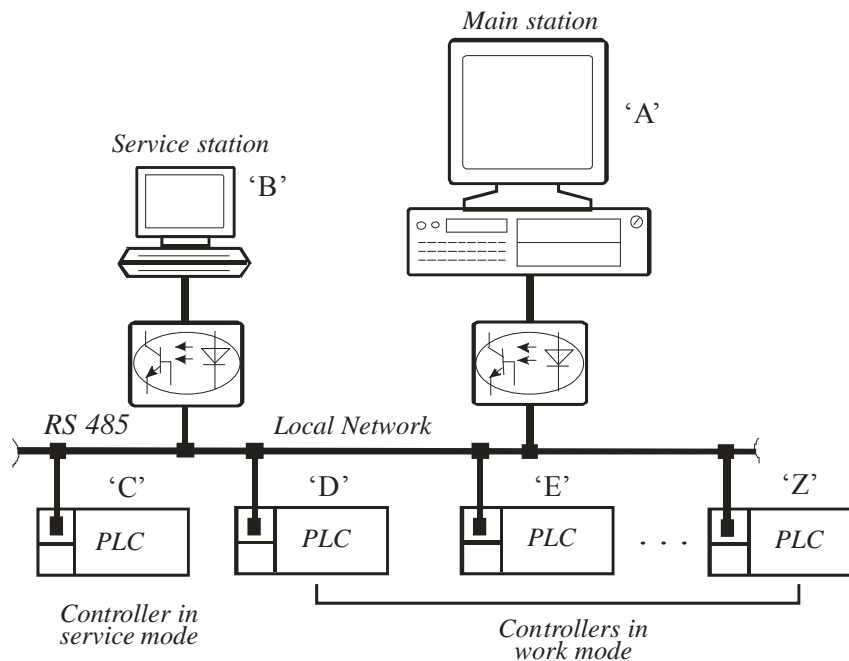 Main station
‘A’
Service station
‘B’
RS 485
Local Network
‘C’
‘D’
‘E’
‘Z’
PLC
PLC
PLC
. . .
PLC
Controller in
service mode
Controllers in
work mode